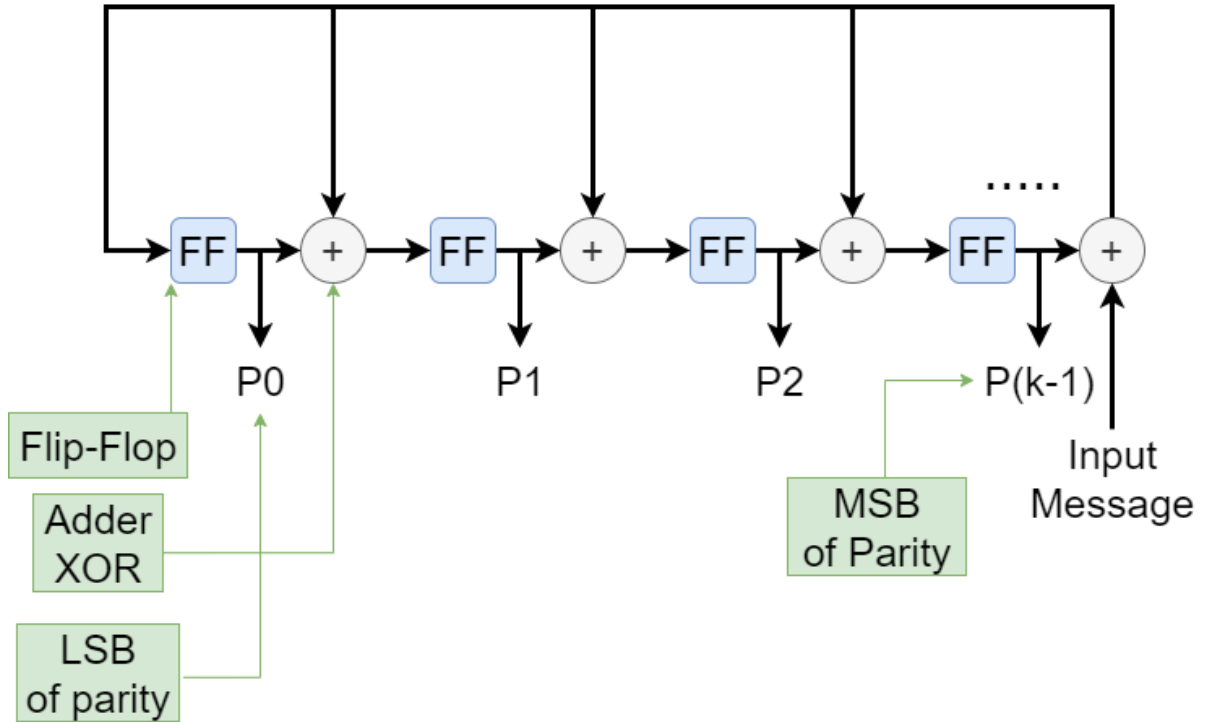 .....
FF
+
FF
+
FF
+
FF
+
P0
P1
P2
P(k-1)
Flip-Flop
Input
Message
Adder
XOR
MSB
of Parity
LSB
of parity